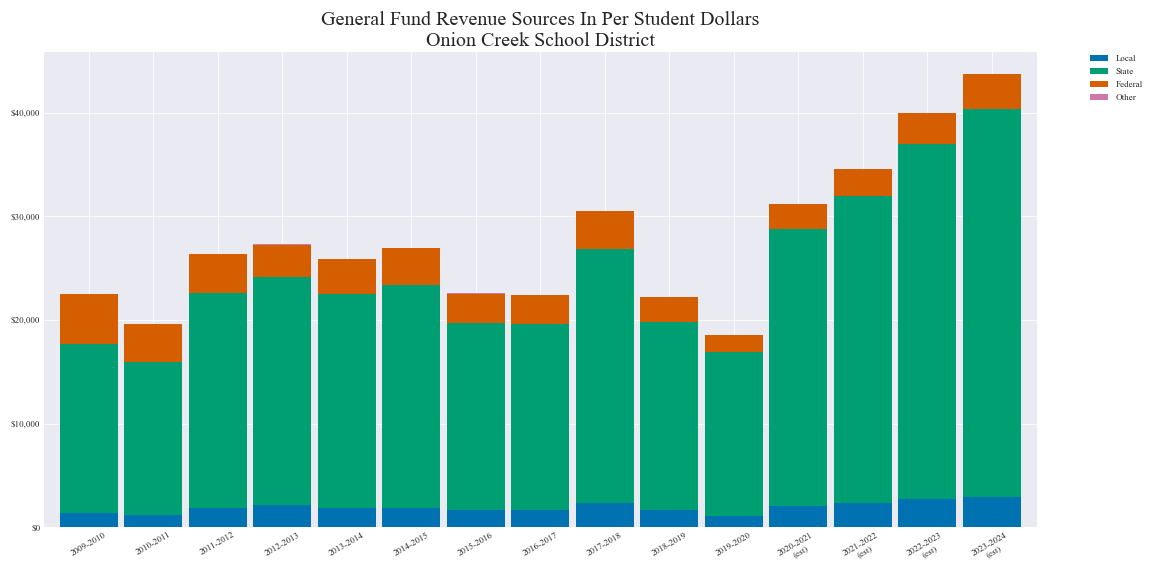 General Fund Revenue Sources In Per Student Dollars
Onion Creek School District
Local
State
Federal
Other
$40,000
$30,000
$20,000
$10,000
$0
2009-2010
2010-2011
2011-2012
2012-2013
2013-2014
2014-2015
2015-2016
2016-2017
2017-2018
2018-2019
2019-2020
2020-2021
(est)
2021-2022
(est)
2022-2023
(est)
2023-2024
(est)